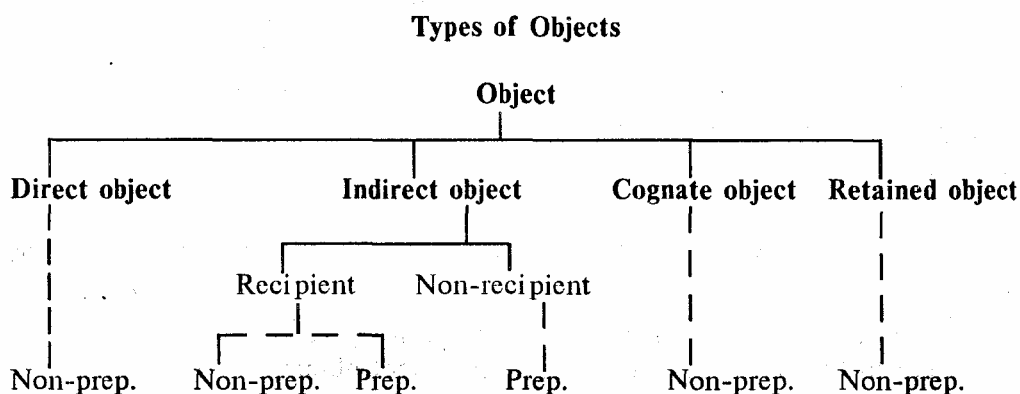 Types of Objects
Object
Direct object Indirect object Cognate object Retained object
Recipient Non-recipient
Non-prep. Non-prep. Prep. Prep. Non-prep. Non-prep.